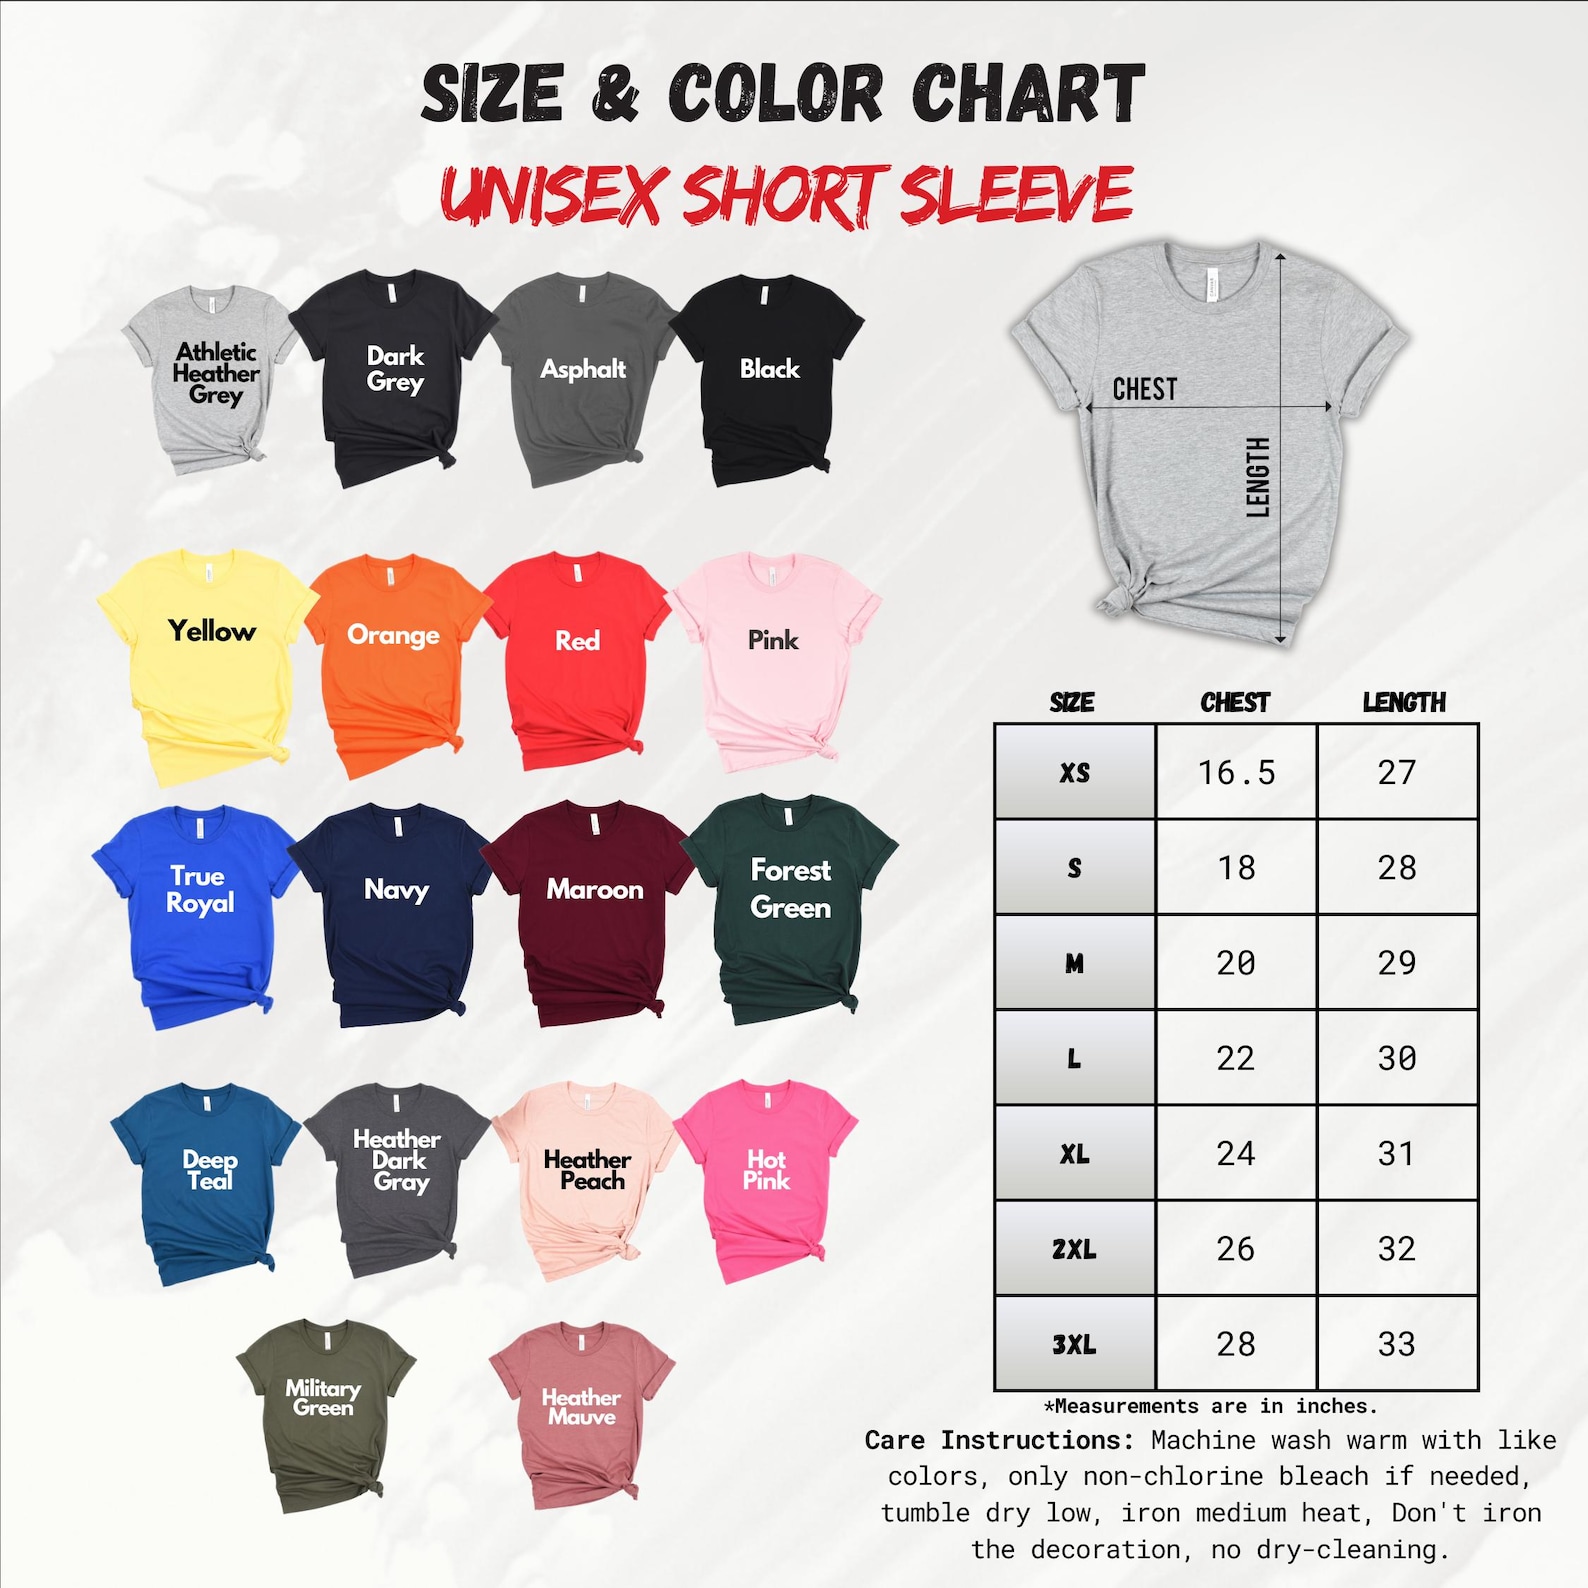 SIZE & COLOR CHART
UNISEX SHORT SLEEVE
Athletic
Heather
Grey
Dark
Grey
Asphalt
Black
CHEST
LENGTH
Yellow
Orange
Red
Pink
True
Royal
Navy
Maroon
Forest
Green
Deep
Teal
Heather
Dark
Gray
Heather
Peach
Hot
Pink
Military
Green
Heather
Mauve
SIZE CHEST LENGTH
XS 16.5 27
S 18 28
M 20 29
L 22 30
XL 24 31
2XL 26 32
3XL 28 33
*Measurements are in inches.
Care Instructions: Machine wash warm with like
colors, only non-chlorine bleach if needed,
tumble dry low, iron medium heat, Don't iron
the decoration, no dry-cleaning.